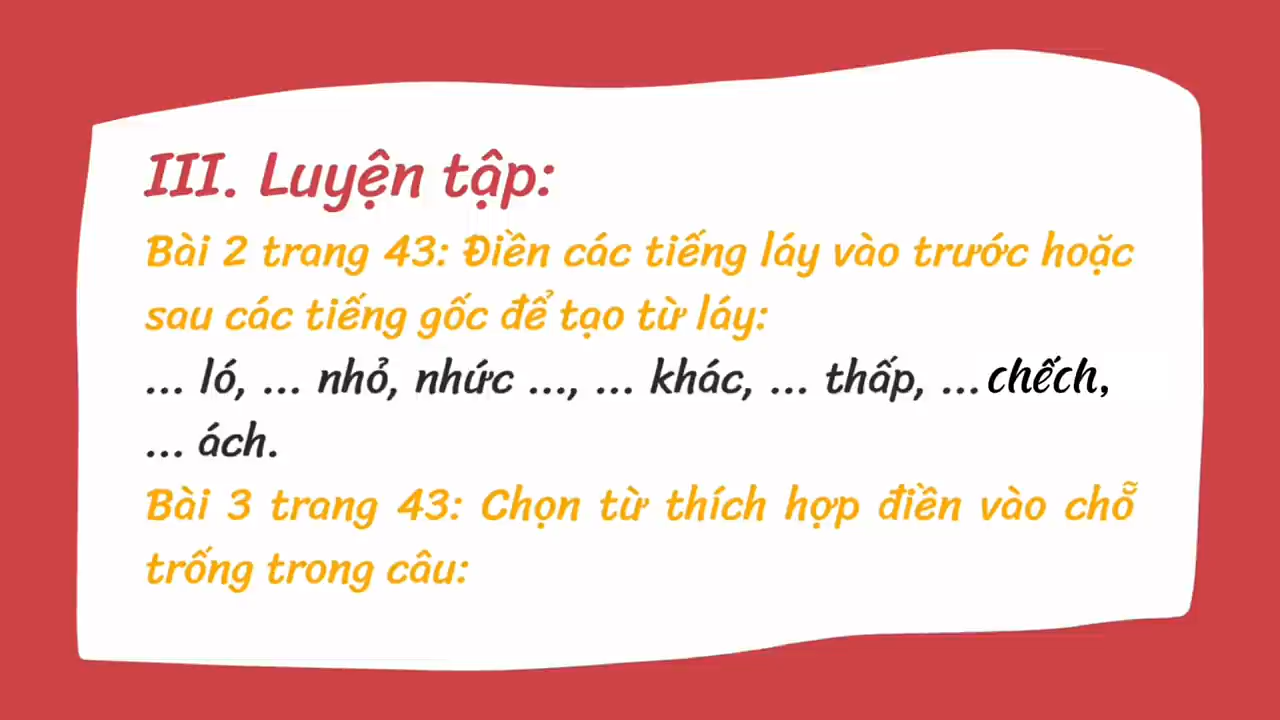 III. Luyện tập:
Bài 2 trang 43: Điền các tiếng láy vào trước hoặc
sau các tiếng gốc để tạo từ láy:
... ló, ... nhỏ, nhức ..., ... khác, ... thấp, ... chếch,
... ách.
Bài 3 trang 43: Chọn từ thích hợp điền vào chỗ
trống trong câu: